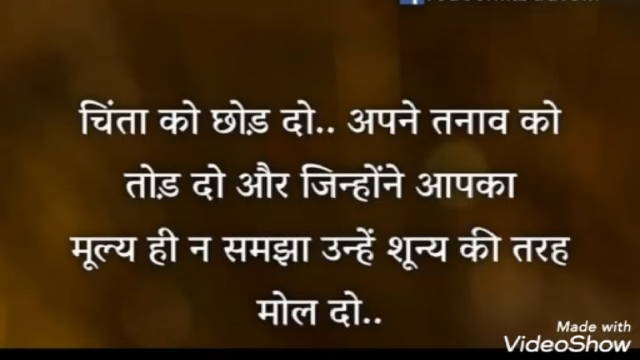 चिंता को छोड़ दो.. अपने तनाव को
तोड़ दो और जिन्होंने आपका
मूल्य ही न समझा उन्हें शून्य की तरह
मोल दो..
Made with
VideoShow